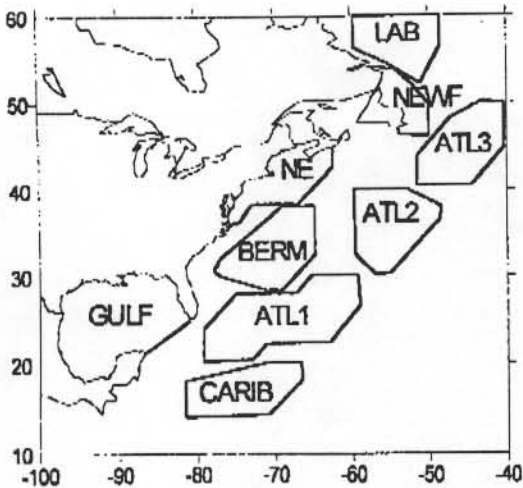 60
LAB
50
NEWF
ATL3
NE
40
ATL2
BERM
30
GULF
ATL1
20
CARIB
10
-100 -90 -80 -70 -60 -50 -40